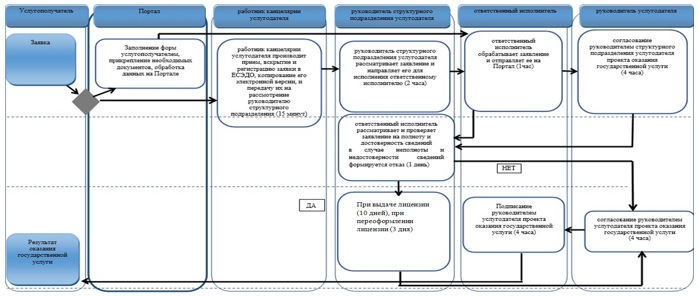 Услугополучатель
Портал
работник канцелярии
услугодателя
руководитель структурного
подразделения услугодателя
ответственный исполнитель
руководитель услугодателя
Заявка
Заполнение форм
услугополучателем,
прикрепление необходимых
документов, обработка
данных на Портале
работник канцелярии
услугодателя производит
прием, вскрытие и
регистрацию заявки в
ЕСЭДО, копирование его
электронной версии, и
передачу их на
рассмотрение
руководителю
структурного
подразделения (15 минут)
руководитель структурного
подразделения услугодателя
рассматривает заявление и
направляет его для
исполнения ответственному
исполнителю (2 часа)
ответственный
исполнитель
обрабатывает заявление
и отправляет ее на
Портал (1час)
согласование
руководителем структурного
подразделения услугодателя
проекта оказания
государственной услуги
(4 часа)
ответственный исполнитель
рассматривает и проверяет
заявление на полноту и
достоверность сведений
в случае неполноты и
недостоверности сведений
формируется отказ (1 день)
НЕТ
ДА
При выдаче лицензии
(10 дней), при
переоформлении
лицензии (3 дня)
Подписание
руководителем
услугодателя проекта
оказания государственной
услуги (4 часа)
согласование руководителем
услугодателя проекта оказания
государственной услуги
(4 часа)
Результат
оказания
государственной
услуги